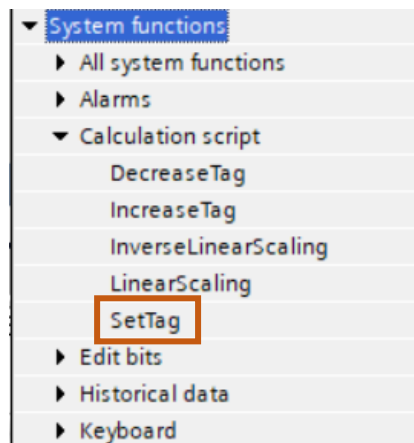 System functions
All system functions
Alarms
Calculation script
DecreaseTag
IncreaseTag
InverseLinearScaling
LinearScaling
SetTag
Edit bits
Historical data
Keyboard